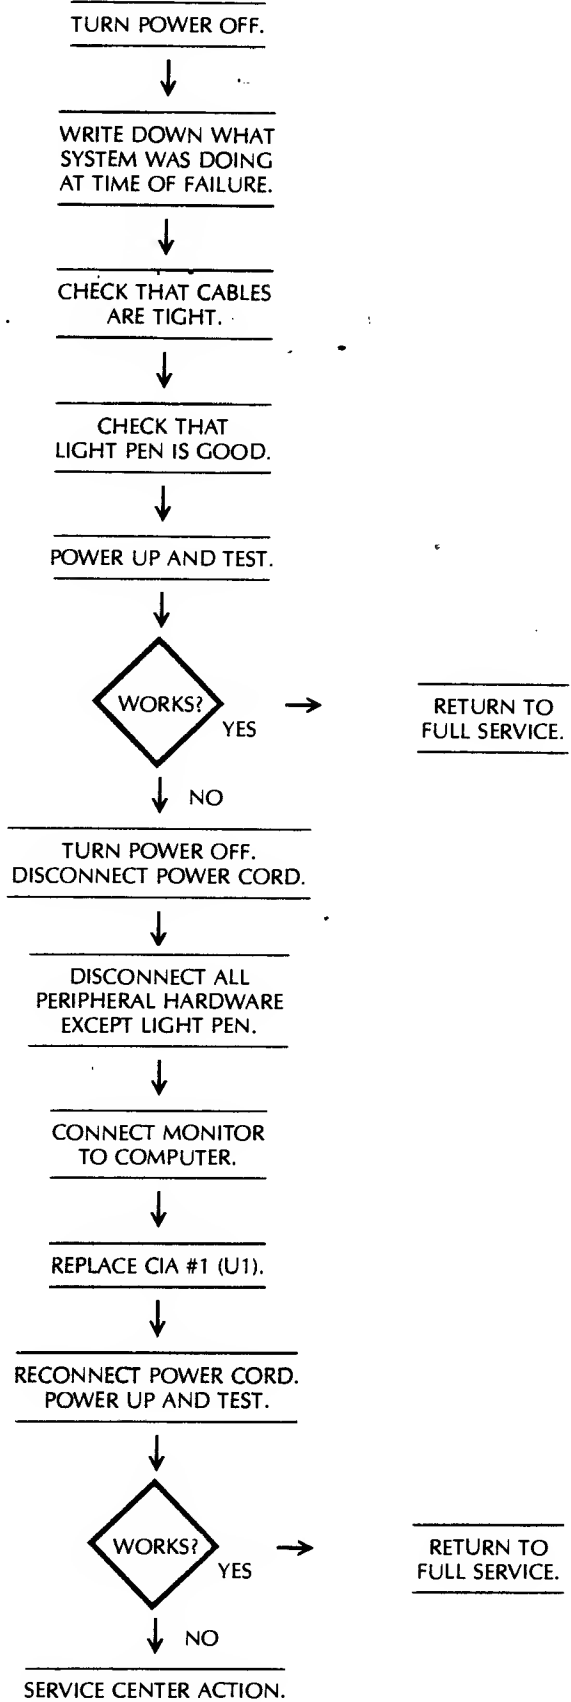 TURN POWER OFF.
WRITE DOWN WHAT
SYSTEM WAS DOING
AT TIME OF FAILURE.
CHECK THAT CABLES
ARE TIGHT.
CHECK THAT
LIGHT PEN IS GOOD.
POWER UP AND TEST.
WORKS?
YES
RETURN TO
FULL SERVICE.
NO
TURN POWER OFF.
DISCONNECT POWER CORD.
DISCONNECT ALL
PERIPHERAL HARDWARE
EXCEPT LIGHT PEN.
CONNECT MONITOR
TO COMPUTER.
REPLACE CIA #1 (U1).
RECONNECT POWER CORD.
POWER UP AND TEST.
WORKS?
YES
RETURN TO
FULL SERVICE.
NO
SERVICE CENTER ACTION.